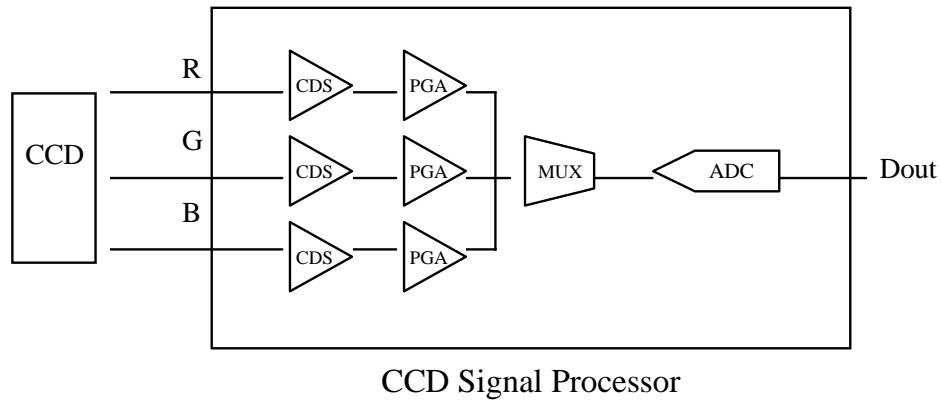 R
CDS
PGA
CCD
G
CDS
PGA
MUX
ADC
Dout
B
CDS
PGA
CCD Signal Processor